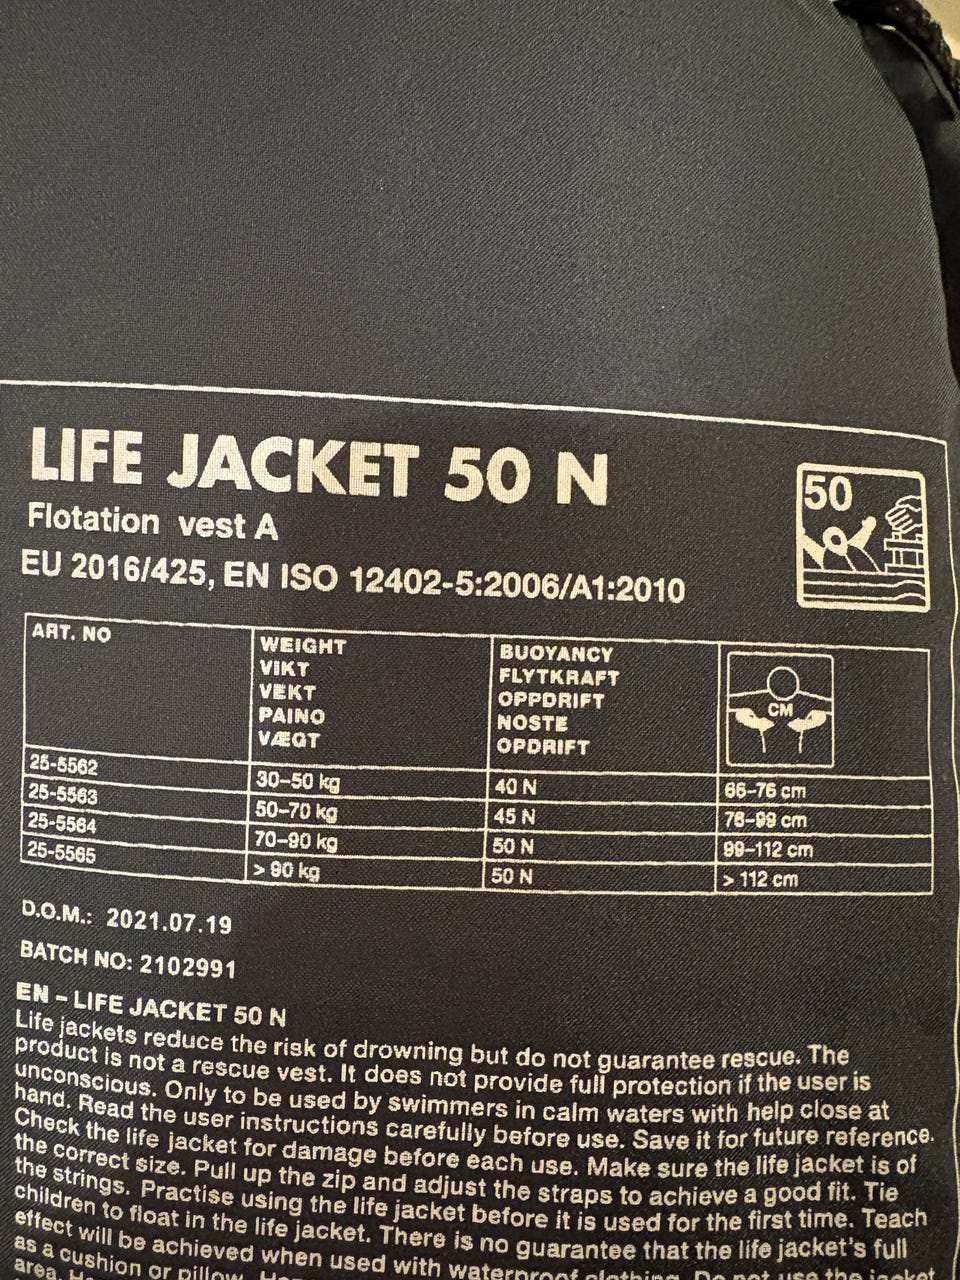 LIFE JACKET 50 N
Flotation vest A
EU 2016/425, EN ISO 12402-5:2006/A1:2010
50
ART. NO
WEIGHT
VIKT
VEKT
PAINO
VÆGT
BUOYANCY
FLYTKRAFT
OPPDRIFT
NOSTE
OPDRIFT
CM
25-5562 30–50 kg 40 N 66–76 cm
25-5563 50–70 kg 45 N 76–99 cm
25-5564 70–90 kg 50 N 99–112 cm
25-5565 > 90 kg 50 N > 112 cm
D.O.M.: 2021.07.19
BATCH NO: 2102991
EN – LIFE JACKET 50 N
Life jackets reduce the risk of drowning but do not guarantee rescue. The
product is not a rescue vest. It does not provide full protection if the user is
unconscious. Only to be used by swimmers in calm waters with help close at
hand. Read the user instructions carefully before use. Save it for future reference.
Check the life jacket for damage before each use. Make sure the life jacket is of
the correct size. Pull up the zip and adjust the straps to achieve a good fit. Tie
the strings. Practise using the life jacket before it is used for the first time. Teach
children to float in the life jacket. There is no guarantee that the life jacket's full
effect will be achieved when used with waterproof clothing. Do not use the jacket
as a cushion or pillow.
area.